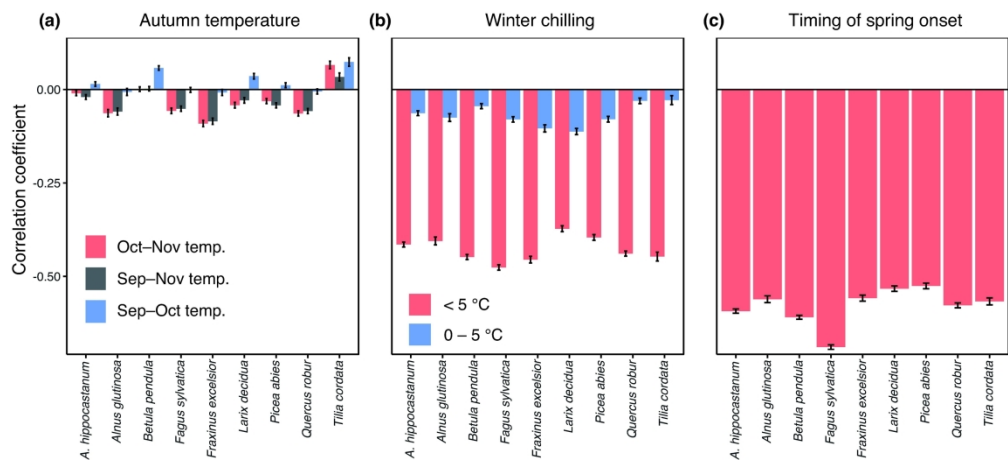 (a) Autumn temperature
(b) Winter chilling
(c) Timing of spring onset
Correlation coefficient
0.00
-0.25
-0.50
Oct–Nov temp.
Sep–Nov temp.
Sep–Oct temp.
< 5 °C
0 – 5 °C
A. hippocastanum
Alnus glutinosa
Betula pendula
Fagus sylvatica
Fraxinus excelsior
Larix decidua
Picea abies
Quercus robur
Tilia cordata
A. hippocastanum
Alnus glutinosa
Betula pendula
Fagus sylvatica
Fraxinus excelsior
Larix decidua
Picea abies
Quercus robur
Tilia cordata
A. hippocastanum
Alnus glutinosa
Betula pendula
Fagus sylvatica
Fraxinus excelsior
Larix decidua
Picea abies
Quercus robur
Tilia cordata